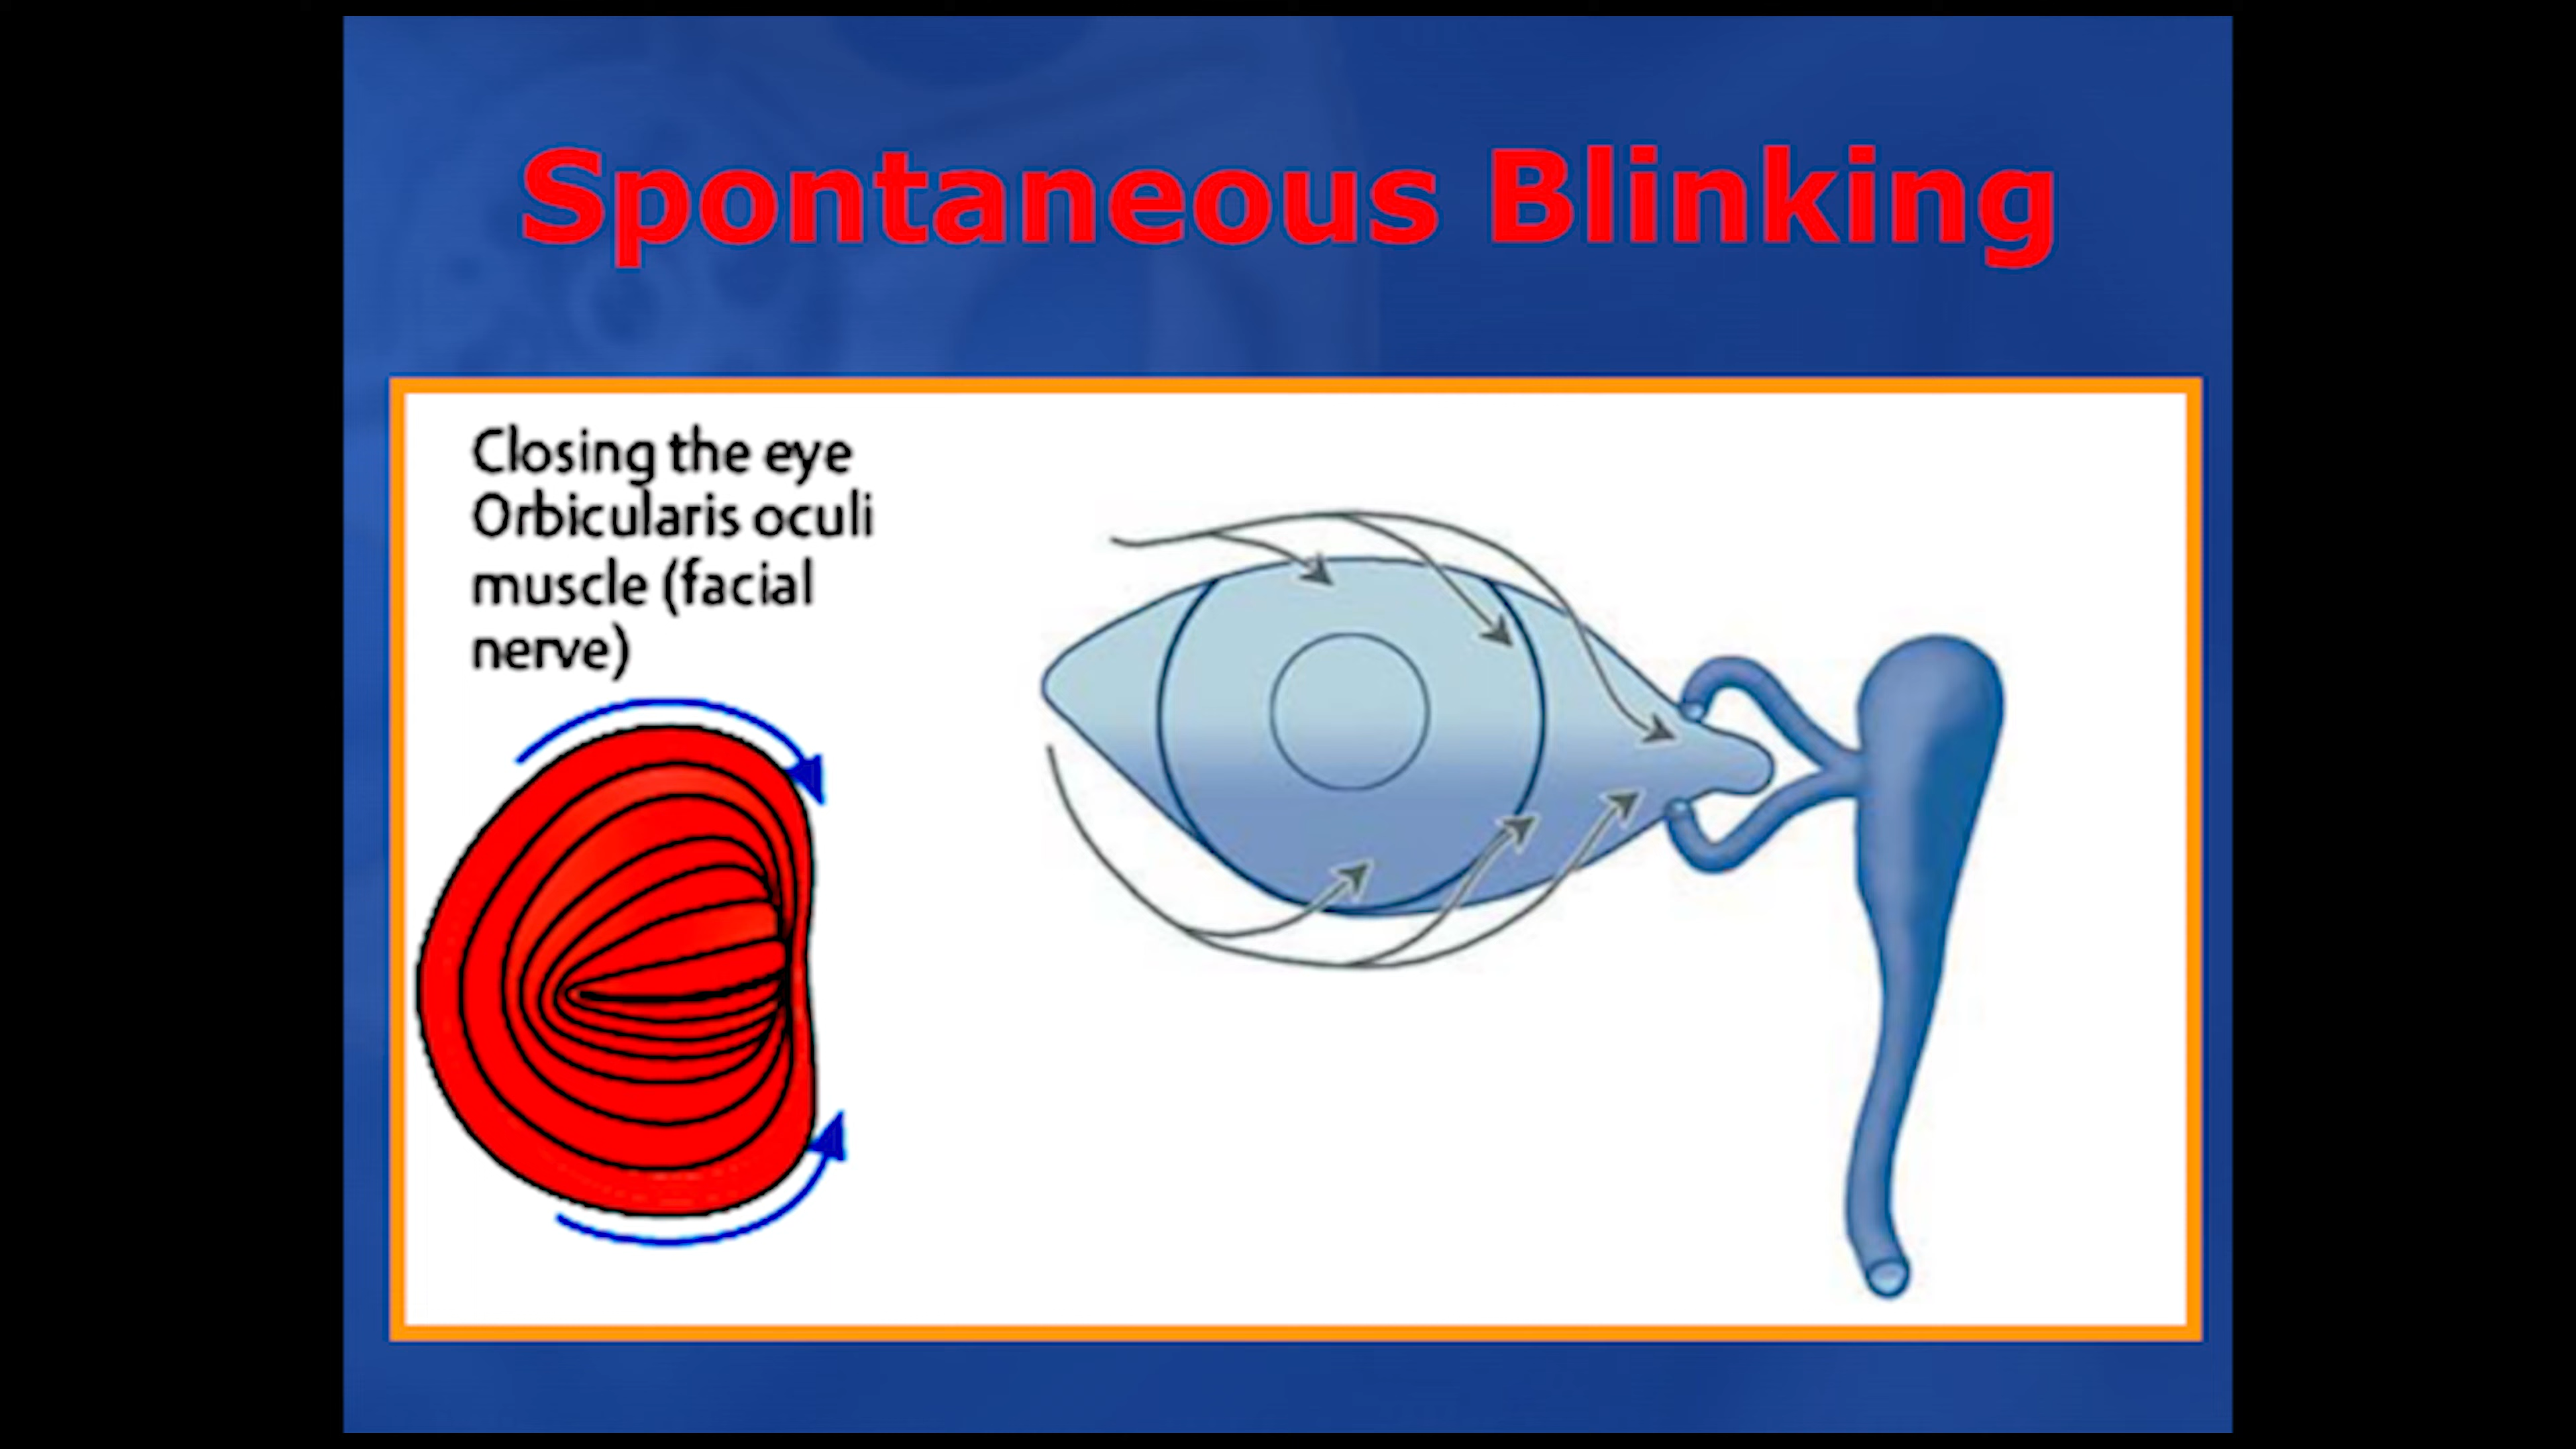 Spontaneous Blinking
Closing the eye
Orbicularis oculi
muscle (facial
nerve)